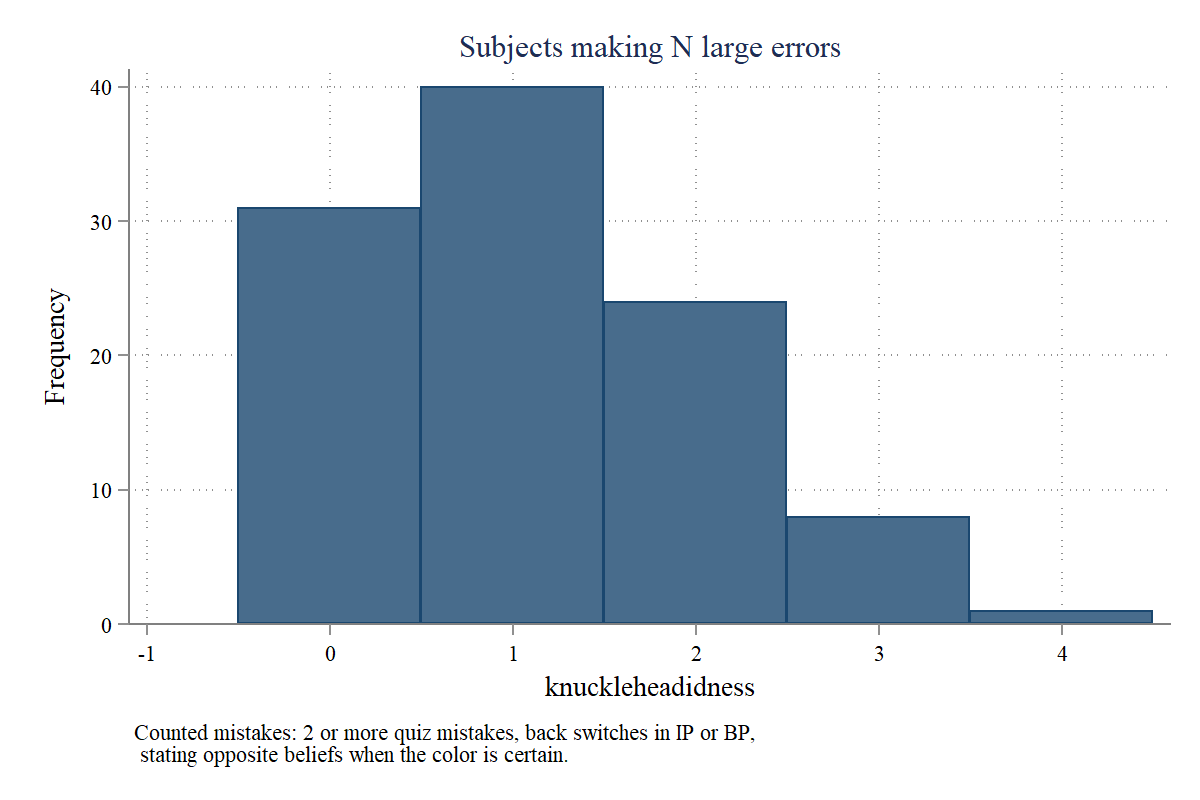 Subjects making N large errors
40
30
20
10
0
Frequency
-1
0
1
2
3
4
knuckleheadidness
Counted mistakes: 2 or more quiz mistakes, back switches in IP or BP,
stating opposite beliefs when the color is certain.